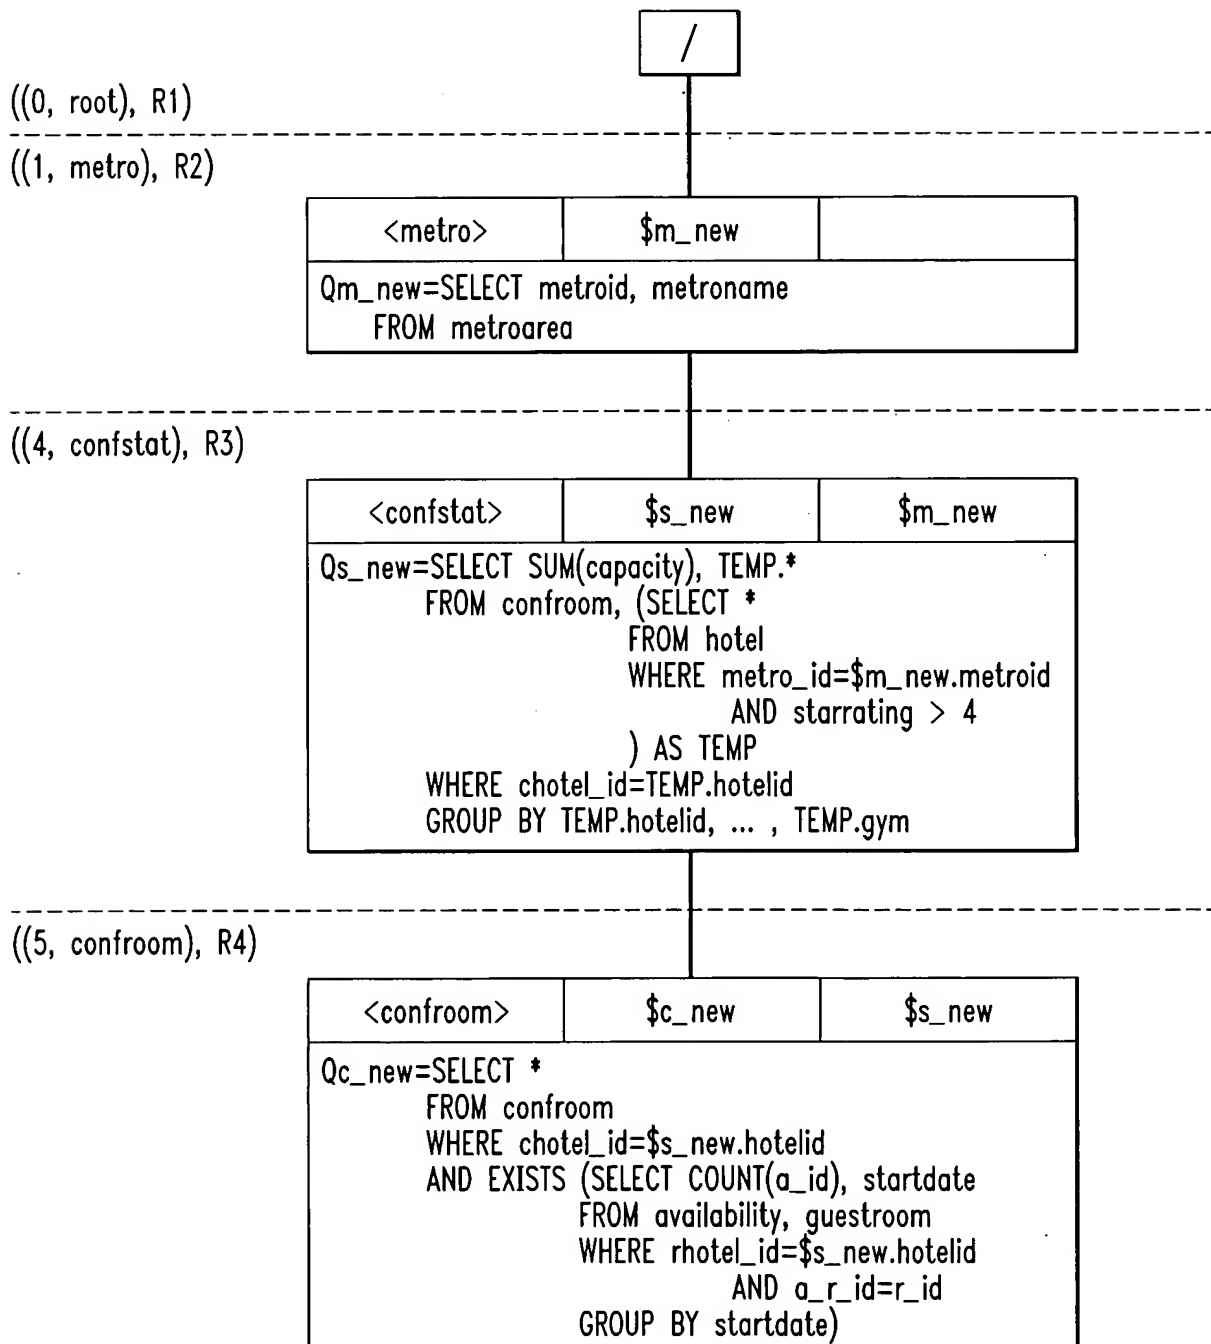 /
((0, root), R1)
((1, metro), R2)
<metro> $m_new
Qm_new=SELECT metroid, metroname
FROM metroarea
((4, confstat), R3)
<confstat> $s_new $m_new
Qs_new=SELECT SUM(capacity), TEMP.*
FROM confroom, (SELECT *
FROM hotel
WHERE metro_id=$m_new.metroid
AND starrating > 4
) AS TEMP
WHERE chotel_id=TEMP.hotelid
GROUP BY TEMP.hotelid, ... , TEMP.gym
((5, confroom), R4)
<confroom> $c_new $s_new
Qc_new=SELECT *
FROM confroom
WHERE chotel_id=$s_new.hotelid
AND EXISTS (SELECT COUNT(a_id), startdate
FROM availability, guestroom
WHERE rhotel_id=$s_new.hotelid
AND a_r_id=r_id
GROUP BY startdate)